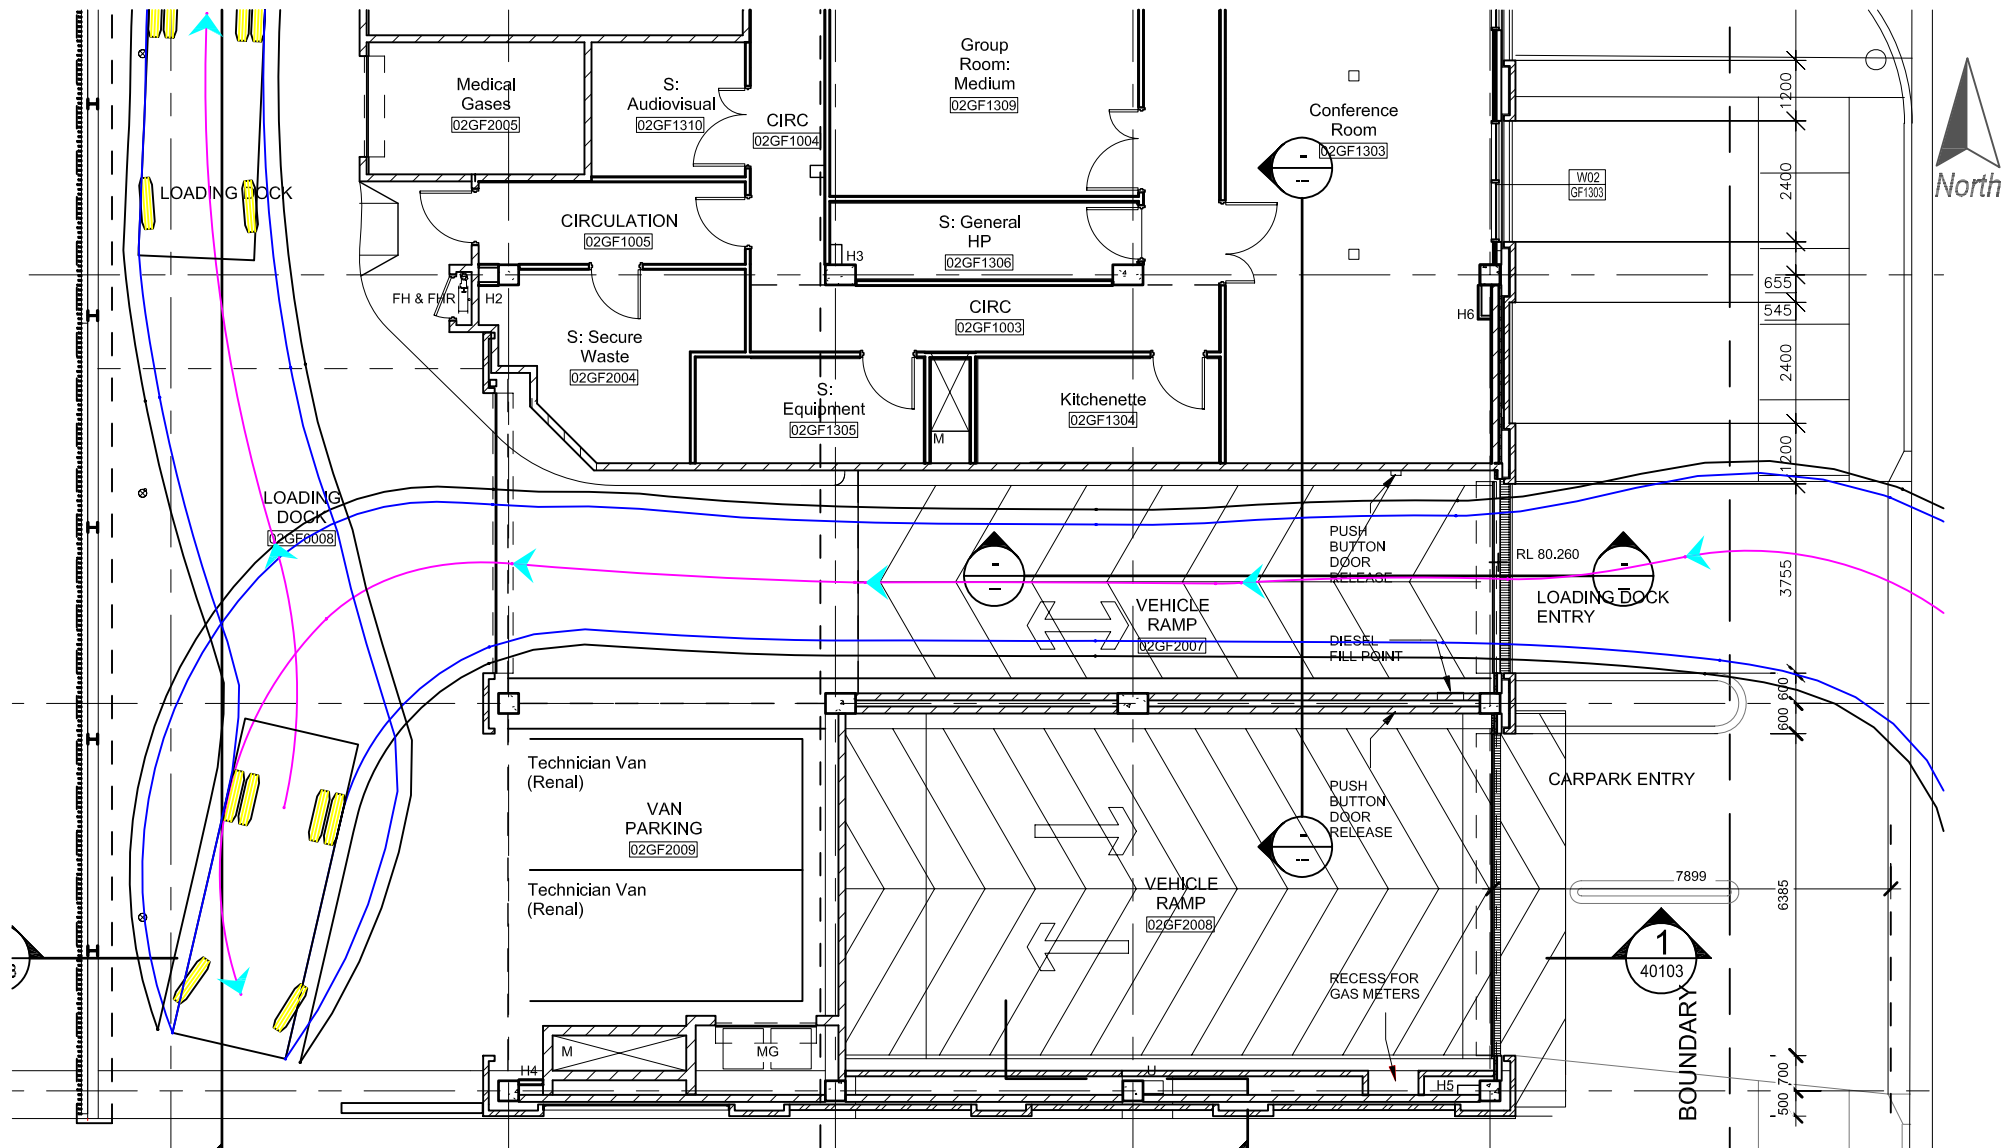 Medical
Gases
02GF2005
S:
Audiovisual
02GF1310
CIRC
02GF1004
Group
Room:
Medium
02GF1309
Conference
Room
02GF1303
W02
GF1303
1200
2400
North
LOADING DOCK
CIRCULATION
02GF1005
S: General
HP
02GF1306
H3
FH & FHR
H2
S: Secure
Waste
02GF2004
CIRC
02GF1003
H6
655
545
2400
1200
S:
Equipment
02GF1305
M
Kitchenette
02GF1304
LOADING
DOCK
02GF0008
PUSH
BUTTON
DOOR
RELEASE
RL 80.260
LOADING DOCK
ENTRY
3755
VEHICLE
RAMP
02GF2007
DIESEL
FILL POINT
600
600
Technician Van
(Renal)
VAN
PARKING
02GF2009
Technician Van
(Renal)
PUSH
BUTTON
DOOR
RELEASE
CARPARK ENTRY
7899
6385
VEHICLE
RAMP
02GF2008
1
40103
RECESS FOR
GAS METERS
BOUNDARY
M
MG
H4
U
H5
700
500